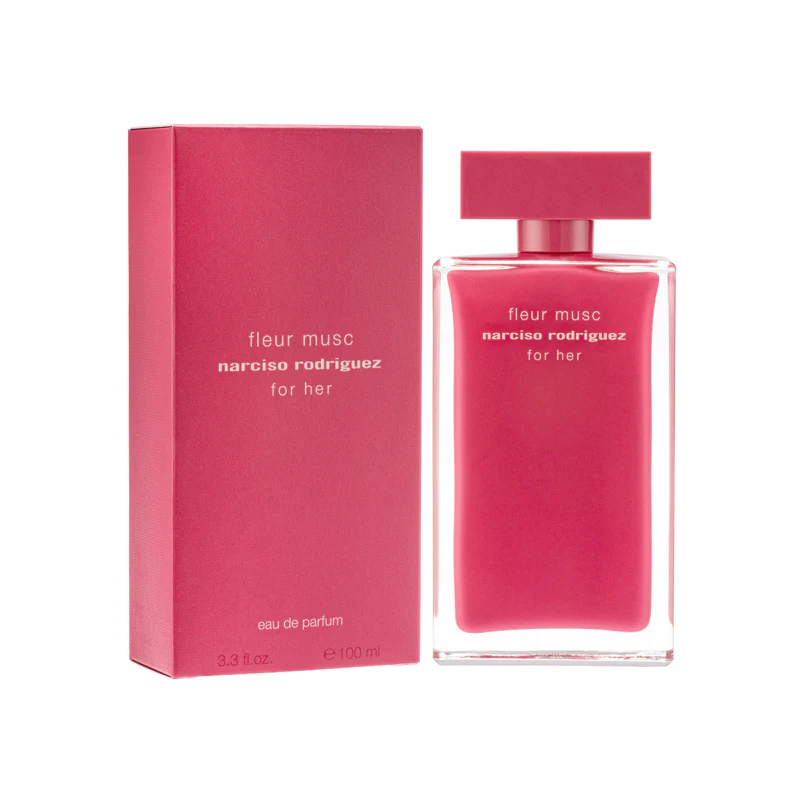 fleur musc
narciso rodriguez
for her
eau de parfum
3.3 fl.oz. ℮ 100 ml
fleur musc
narciso rodriguez
for her